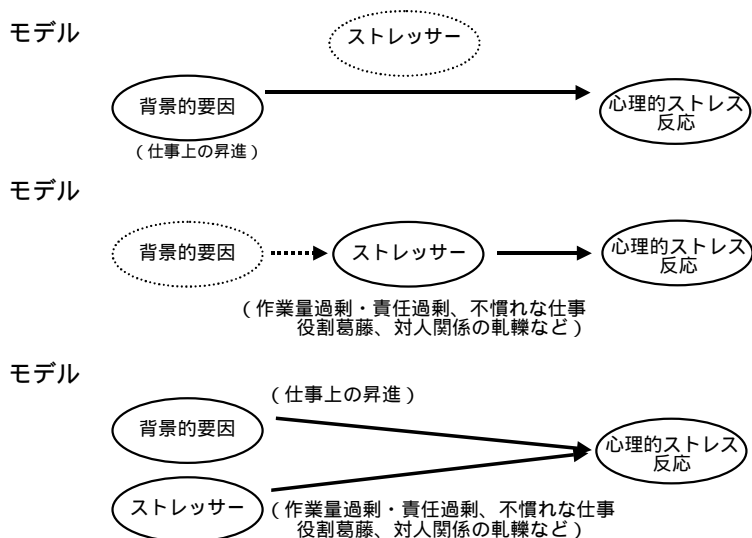 モデル
ストレッサー
背景的要因
心理的ストレス
反応
（仕事上の昇進）
モデル
背景的要因
ストレッサー
心理的ストレス
反応
（作業量過剰・責任過剰、不慣れな仕事
役割葛藤、対人関係の軋轢など）
モデル
（仕事上の昇進）
背景的要因
心理的ストレス
反応
ストレッサー
（作業量過剰・責任過剰、不慣れな仕事
役割葛藤、対人関係の軋轢など）